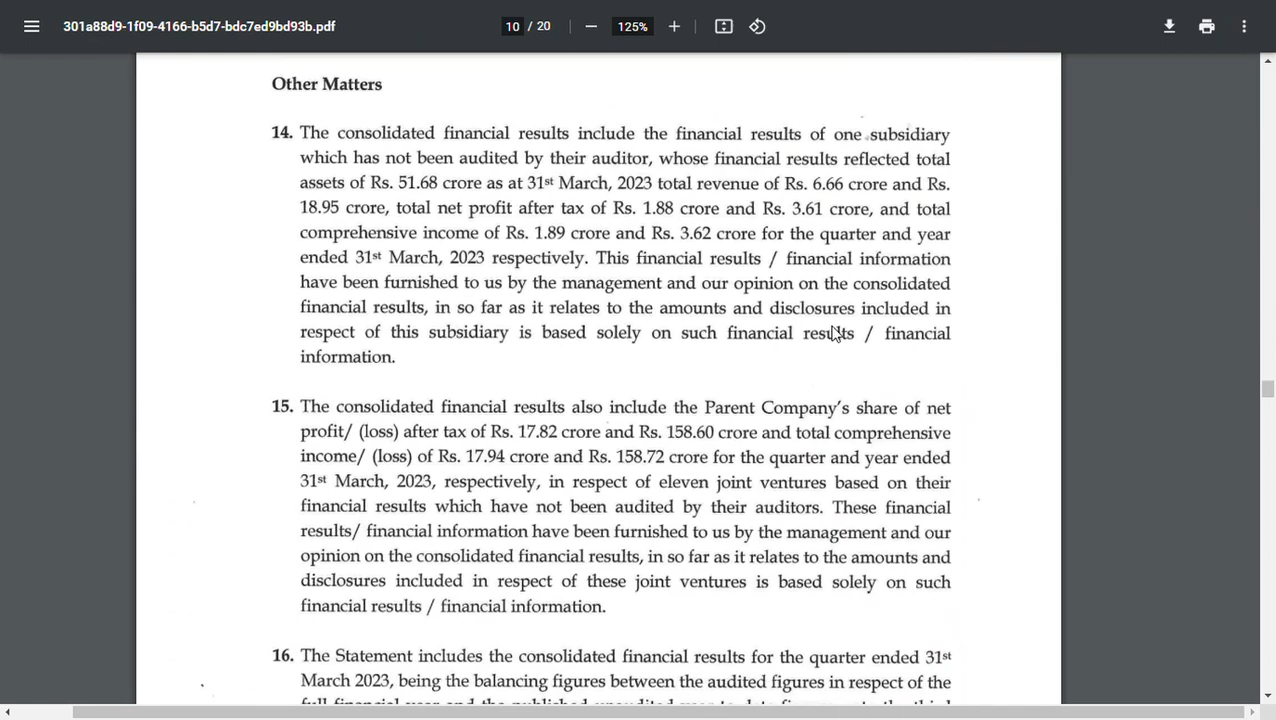 301a88d9-1f09-4166-b5d7-bdc7ed9bd93b.pdf
10 / 20
125%
Other Matters
14. The consolidated financial results include the financial results of one subsidiary
which has not been audited by their auditor, whose financial results reflected total
assets of Rs. 51.68 crore as at 31st March, 2023 total revenue of Rs. 6.66 crore and Rs.
18.95 crore, total net profit after tax of Rs. 1.88 crore and Rs. 3.61 crore, and total
comprehensive income of Rs. 1.89 crore and Rs. 3.62 crore for the quarter and year
ended 31st March, 2023 respectively. This financial results / financial information
have been furnished to us by the management and our opinion on the consolidated
financial results, in so far as it relates to the amounts and disclosures included in
respect of this subsidiary is based solely on such financial results / financial
information.
15. The consolidated financial results also include the Parent Company's share of net
profit/ (loss) after tax of Rs. 17.82 crore and Rs. 158.60 crore and total comprehensive
income/ (loss) of Rs. 17.94 crore and Rs. 158.72 crore for the quarter and year ended
31st March, 2023, respectively, in respect of eleven joint ventures based on their
financial results which have not been audited by their auditors. These financial
results/ financial information have been furnished to us by the management and our
opinion on the consolidated financial results, in so far as it relates to the amounts and
disclosures included in respect of these joint ventures is based solely on such
financial results / financial information.
16. The Statement includes the consolidated financial results for the quarter ended 31st
March 2023, being the balancing figures between the audited figures in respect of the